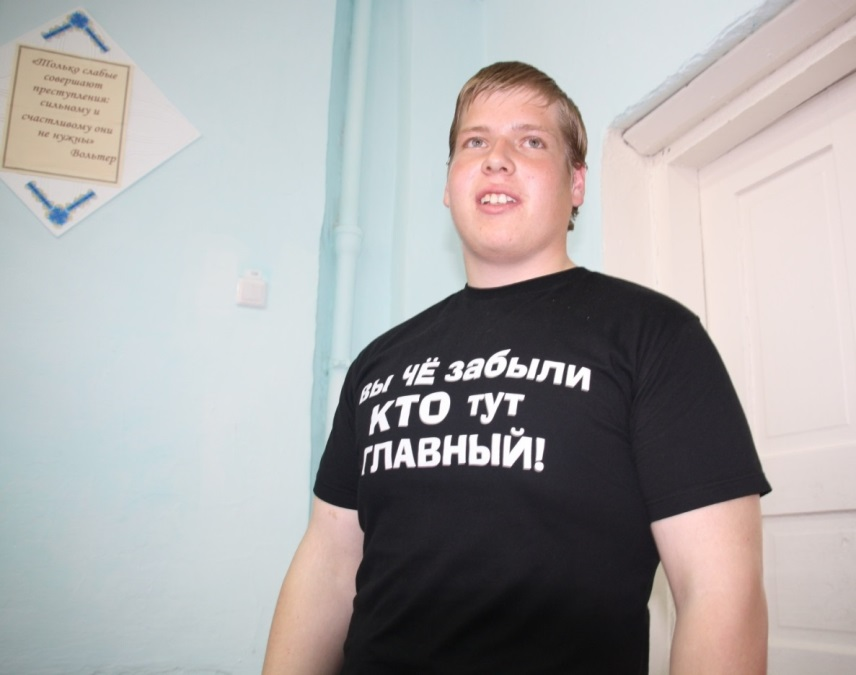 «Только слабые
совершают
преступления:
сильному и
счастливому они
не нужны»
Вольтер
ВЫ ЧЁ забыли
КТО тут
ГЛАВНЫЙ!